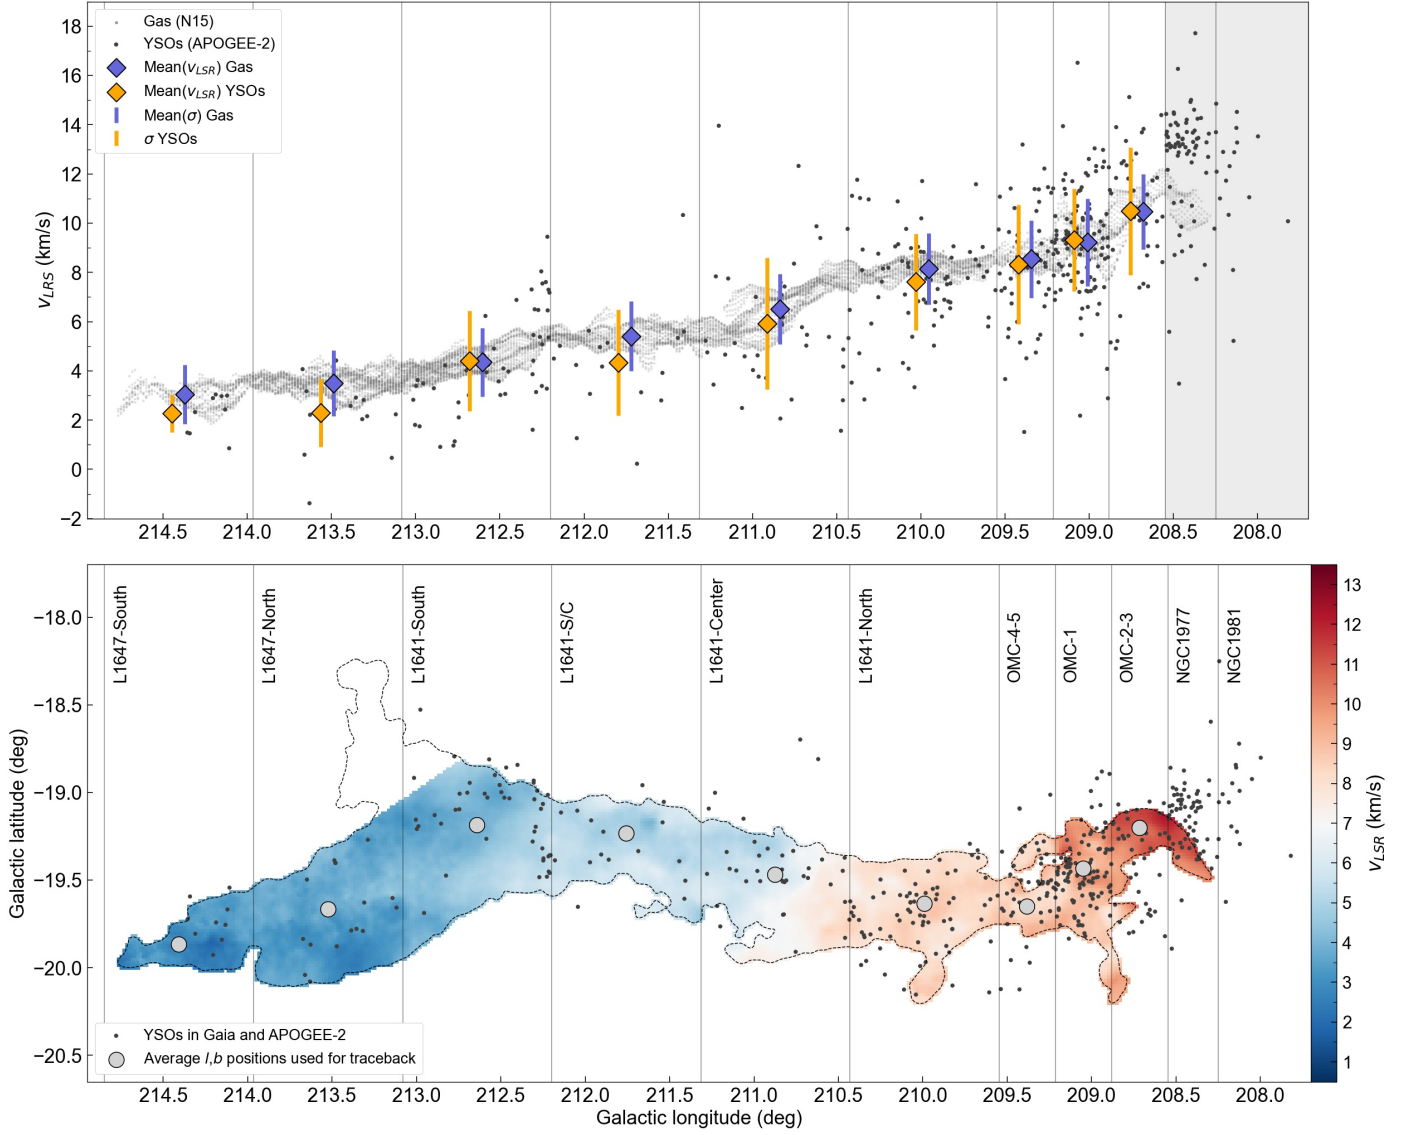 Gas (N15)
YSOs (APOGEE-2)
Mean(v_LSR) Gas
Mean(v_LSR) YSOs
Mean(σ) Gas
σ YSOs
v_LRS (km/s)
18
16
14
12
10
8
6
4
2
0
−2
214.5 214.0 213.5 213.0 212.5 212.0 211.5 211.0 210.5 210.0 209.5 209.0 208.5 208.0
L1647-South
L1647-North
L1641-South
L1641-S/C
L1641-Center
L1641-North
OMC-4-5
OMC-1
OMC-2-3
NGC1977
NGC1981
Galactic latitude (deg)
−18.0
−18.5
−19.0
−19.5
−20.0
−20.5
YSOs in Gaia and APOGEE-2
Average l,b positions used for traceback
214.5 214.0 213.5 213.0 212.5 212.0 211.5 211.0 210.5 210.0 209.5 209.0 208.5 208.0
Galactic longitude (deg)
13
12
11
10
9
8
7
6
5
4
3
2
1
v_LSR (km/s)